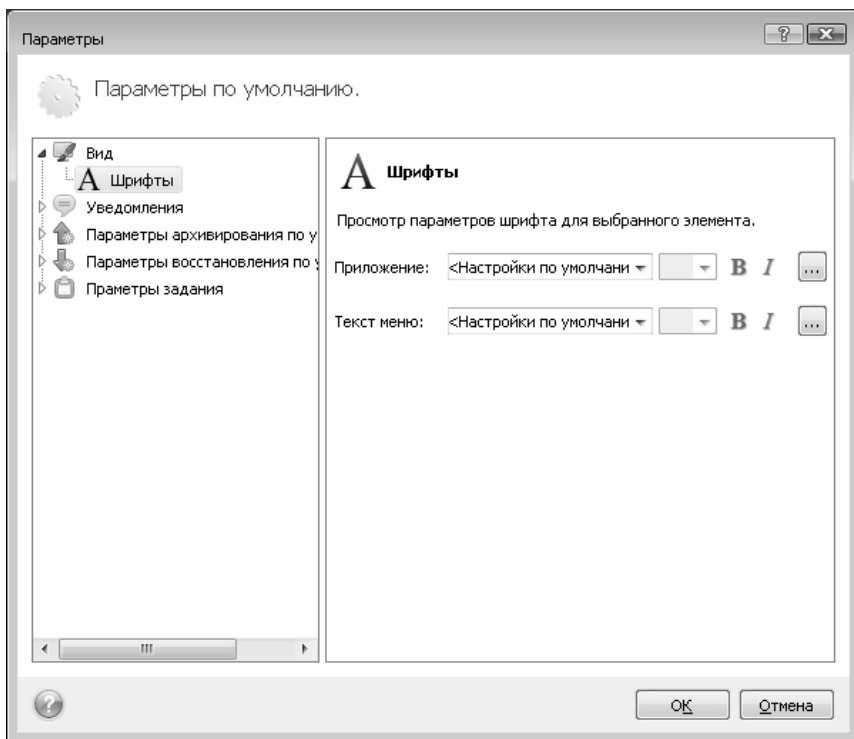 Параметры
Параметры по умолчанию.
Вид
A Шрифты
Уведомления
Параметры архивирования по у
Параметры восстановления по у
Праметры задания
A Шрифты
Просмотр параметров шрифта для выбранного элемента.
Приложение: <Настройки по умолчани B I ...
Текст меню: <Настройки по умолчани B I ...
OK Отмена